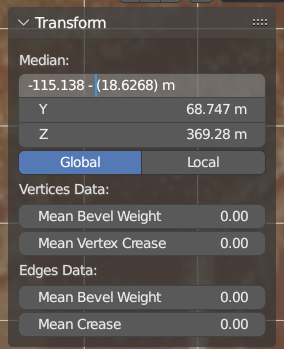 Transform
Median:
-115.138 - (18.6268) m
Y 68.747 m
Z 369.28 m
Global Local
Vertices Data:
Mean Bevel Weight 0.00
Mean Vertex Crease 0.00
Edges Data:
Mean Bevel Weight 0.00
Mean Crease 0.00